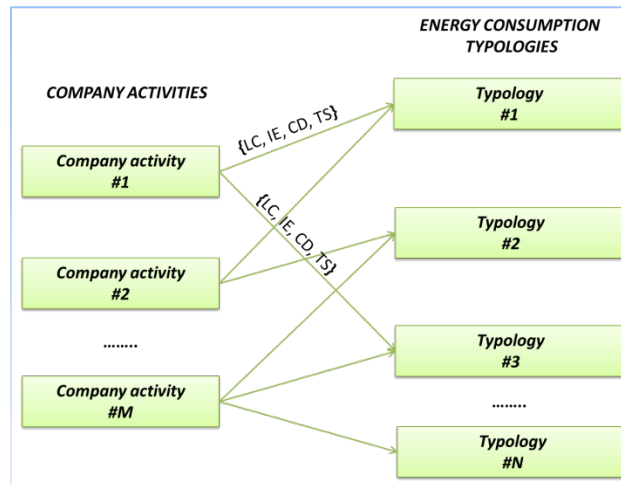 ENERGY CONSUMPTION
TYPOLOGIES
COMPANY ACTIVITIES
Typology
#1
{LC, IE, CD, TS}
Company activity
#1
{LC, IE, CD, TS}
Typology
#2
Company activity
#2
........
Typology
#3
Company activity
#M
........
Typology
#N